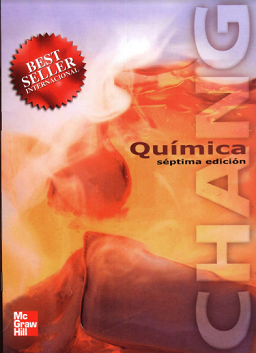 BEST
SELLER
INTERNACIONAL
CHANG
Química
séptima edición
Mc
Graw
Hill